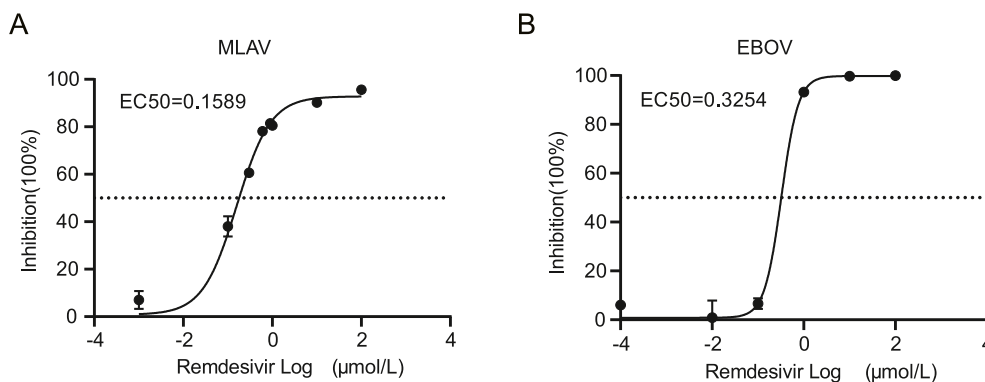 A
MLAV
EC50=0.1589
Inhibition(100%)
100
80
60
40
20
0
-4
-2
0
2
4
Remdesivir Log (μmol/L)
B
EBOV
EC50=0.3254
Inhibition(100%)
100
80
60
40
20
0
-4
-2
0
2
4
Remdesivir Log (μmol/L)